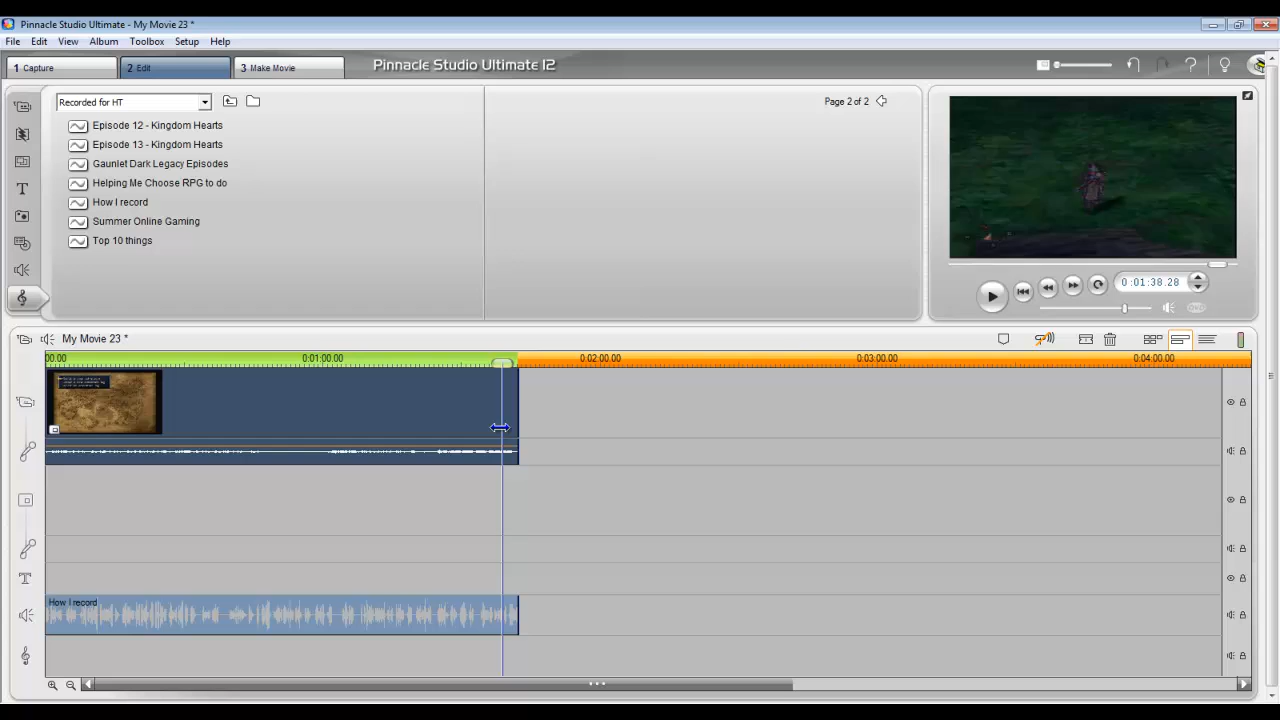 Pinnacle Studio Ultimate - My Movie 23 *
File Edit View Album Toolbox Setup Help
1 Capture 2 Edit 3 Make Movie Pinnacle Studio Ultimate 12
Recorded for HT Page 2 of 2
Episode 12 - Kingdom Hearts
Episode 13 - Kingdom Hearts
Gaunlet Dark Legacy Episodes
Helping Me Choose RPG to do
How I record
Summer Online Gaming
Top 10 things
0:01:38.28
My Movie 23 *
00.00 0:01:00.00 0:02:00.00 0:03:00.00 0:04:00.00
How I record